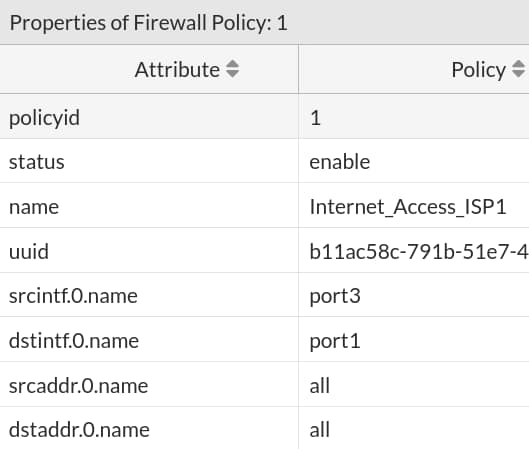 Properties of Firewall Policy: 1
Attribute Policy
policyid 1
status enable
name Internet_Access_ISP1
uuid b11ac58c-791b-51e7-4
srcintf.0.name port3
dstintf.0.name port1
srcaddr.0.name all
dstaddr.0.name all